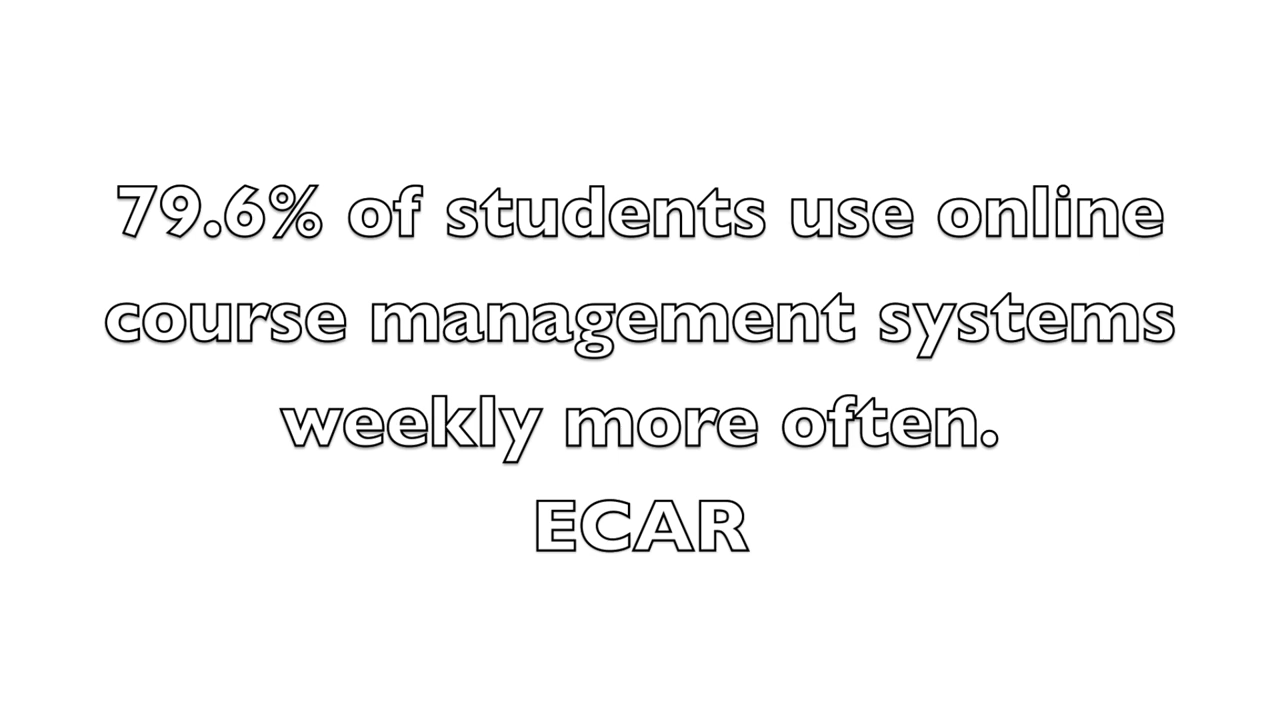 79.6% of students use online
course management systems
weekly more often.
ECAR